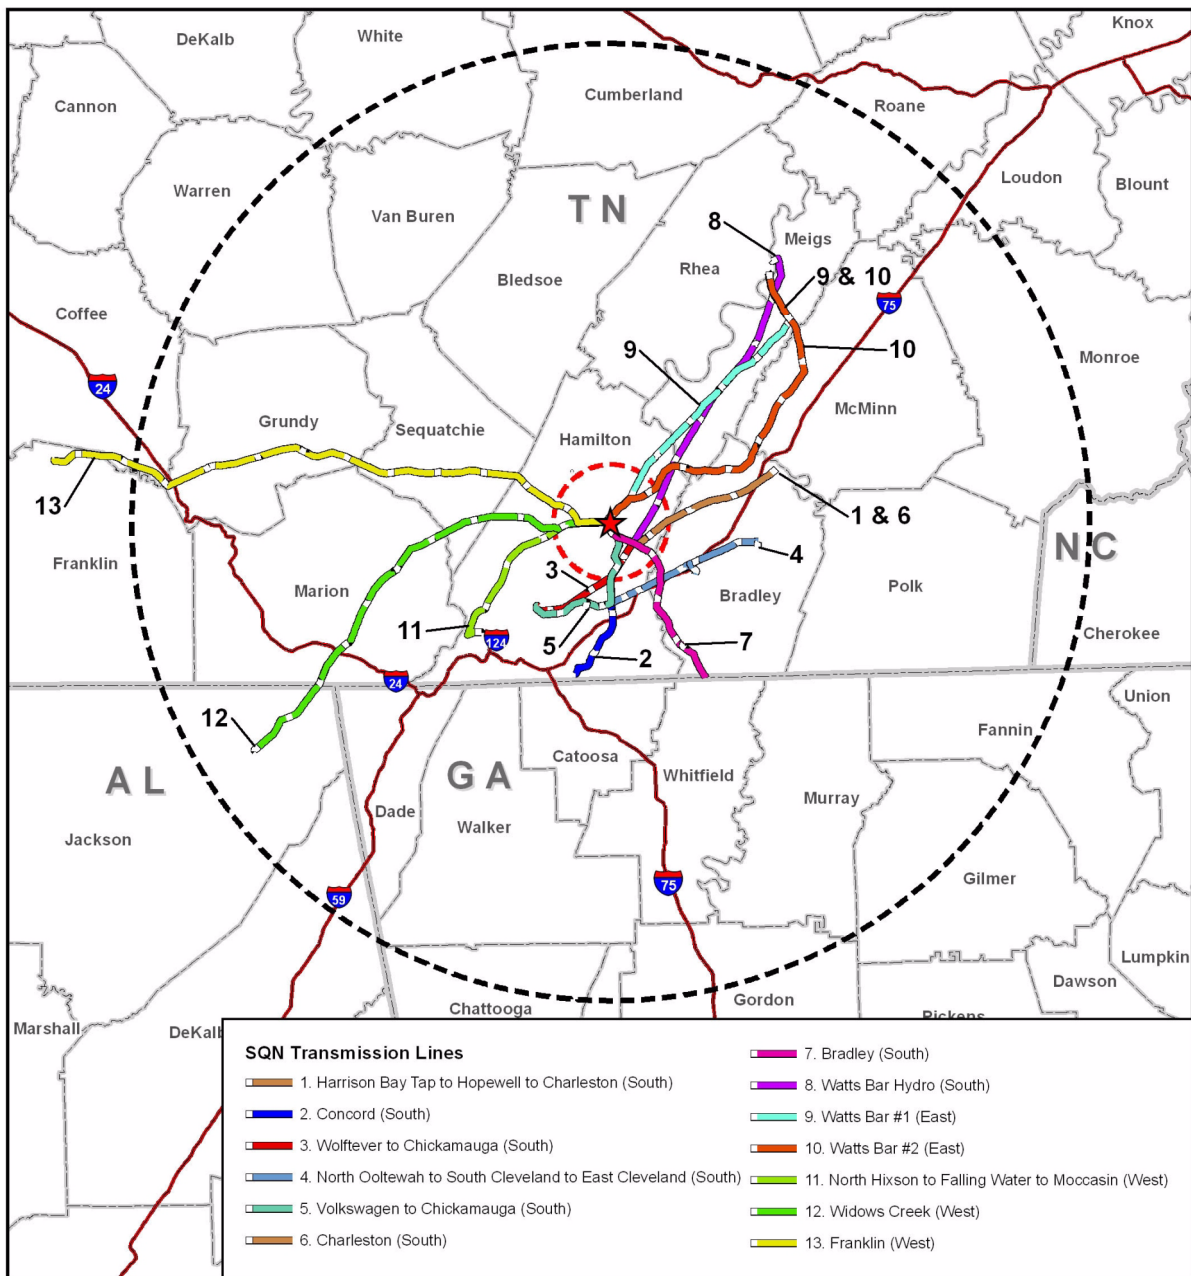 Knox
White
DeKalb
Cumberland
Cannon
Roane
Loudon
Blount
Warren
TN
Van Buren
8
Meigs
Rhea
9 & 10
Bledsoe
75
Coffee
10
9
Monroe
24
McMinn
Grundy
Sequatchie
Hamilton
13
1 & 6
NC
4
Franklin
3
Marion
Bradley
Polk
11
124
5
7
Cherokee
2
24
Union
12
Fannin
Catoosa
AL
GA
Whitfield
Murray
Dade
Walker
Jackson
75
Gilmer
59
Lumpkin
Dawson
Gordon
Chattooga
Pickens
Marshall
DeKalb
SQN Transmission Lines
1. Harrison Bay Tap to Hopewell to Charleston (South)
2. Concord (South)
3. Wolftever to Chickamauga (South)
4. North Ooltewah to South Cleveland to East Cleveland (South)
5. Volkswagen to Chickamauga (South)
6. Charleston (South)
7. Bradley (South)
8. Watts Bar Hydro (South)
9. Watts Bar #1 (East)
10. Watts Bar #2 (East)
11. North Hixson to Falling Water to Moccasin (West)
12. Widows Creek (West)
13. Franklin (West)